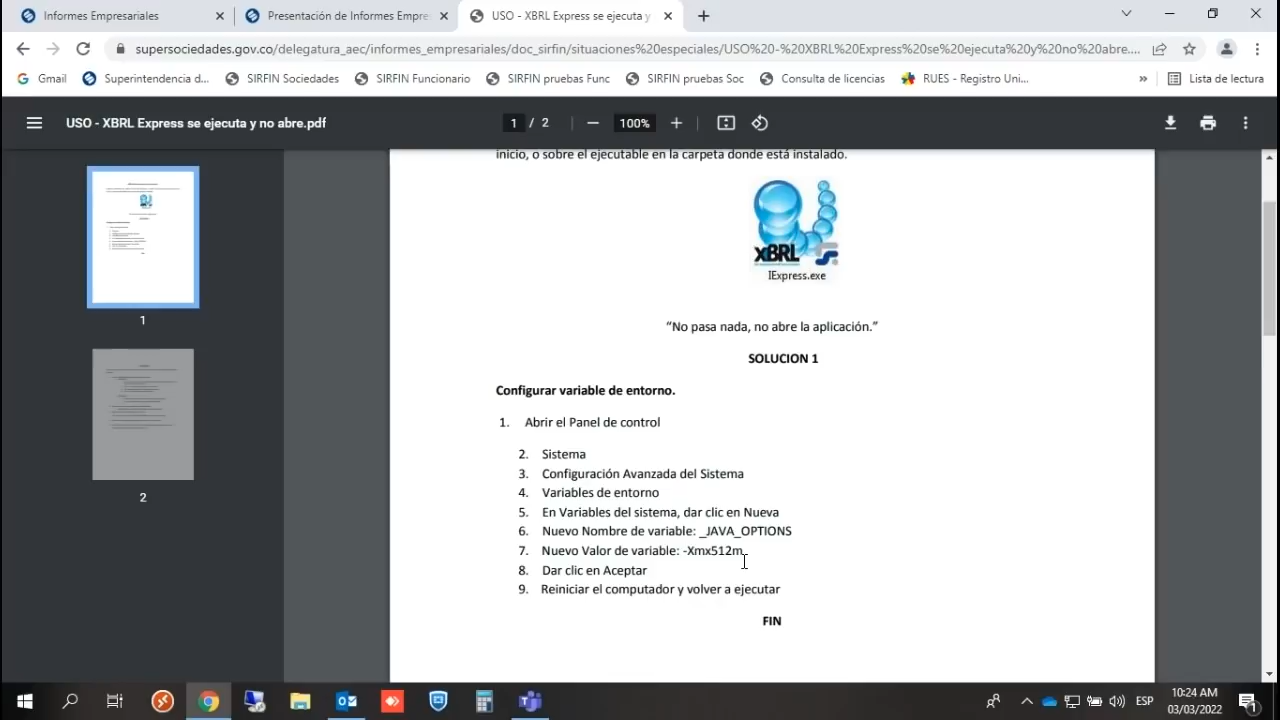 Informes Empresariales
Presentación de Informes Empre
USO - XBRL Express se ejecuta y
supersociedades.gov.co/delegatura_aec/informes_empresariales/doc_sirfin/situaciones%20especiales/USO%20-%20XBRL%20Express%20se%20ejecuta%20y%20no%20abre....
Gmail
Superintendencia d...
SIRFIN Sociedades
SIRFIN Funcionario
SIRFIN pruebas Func
SIRFIN pruebas Soc
Consulta de licencias
RUES - Registro Uni...
»
Lista de lectura
USO - XBRL Express se ejecuta y no abre.pdf
1 / 2
100%
inicio, o sobre el ejecutable en la carpeta donde está instalado.
XBRL
IExpress.exe
“No pasa nada, no abre la aplicación.”
SOLUCION 1
Configurar variable de entorno.
1. Abrir el Panel de control
2. Sistema
3. Configuración Avanzada del Sistema
4. Variables de entorno
5. En Variables del sistema, dar clic en Nueva
6. Nuevo Nombre de variable: _JAVA_OPTIONS
7. Nuevo Valor de variable: -Xmx512m
8. Dar clic en Aceptar
9. Reiniciar el computador y volver a ejecutar
FIN
1
2
ESP
10:24 AM
03/03/2022
1